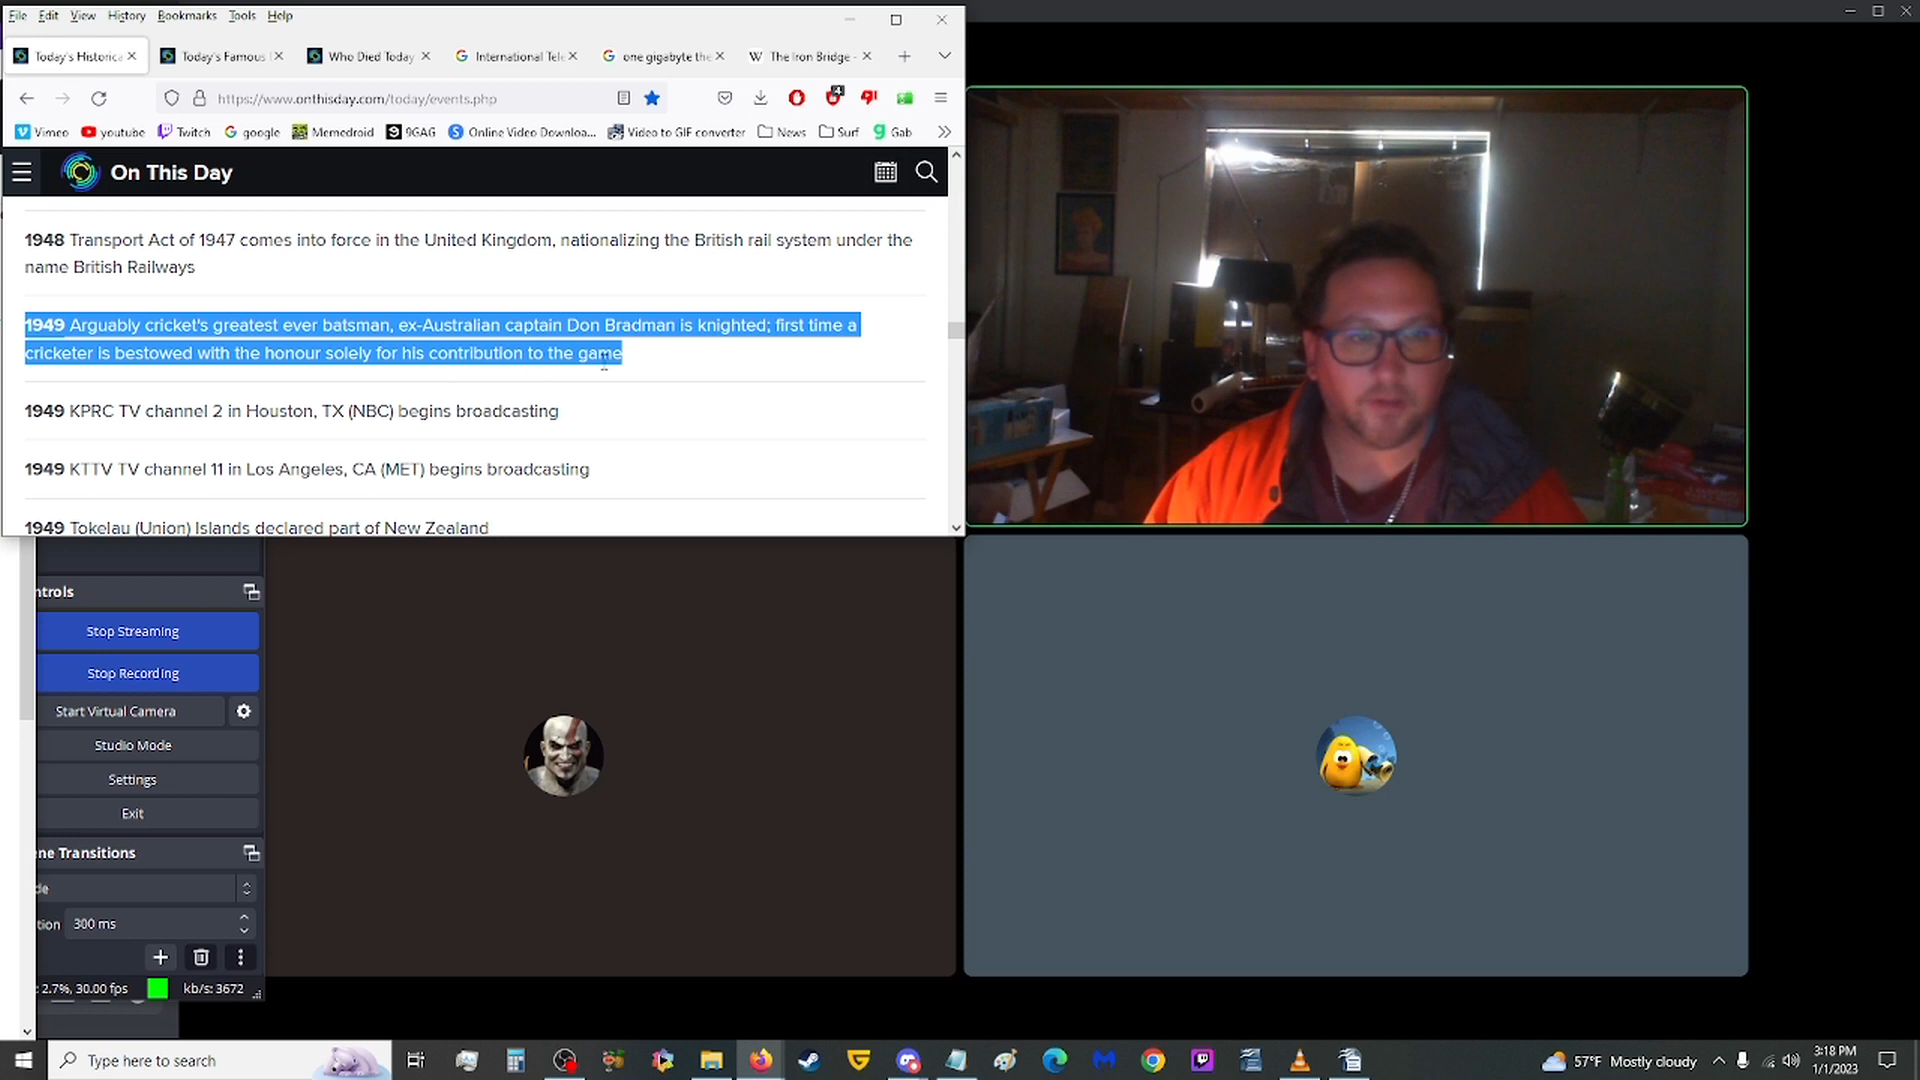 File Edit View History Bookmarks Tools Help
Today's Historica Today's Famous Who Died Today International Tele one gigabyte the The Iron Bridge -
https://www.onthisday.com/today/events.php
Vimeo youtube Twitch google Memedroid 9GAG Online Video Downloa... Video to GIF converter News Surf Gab
On This Day
1948 Transport Act of 1947 comes into force in the United Kingdom, nationalizing the British rail system under the
name British Railways
1949 Arguably cricket's greatest ever batsman, ex-Australian captain Don Bradman is knighted; first time a
cricketer is bestowed with the honour solely for his contribution to the game
1949 KPRC TV channel 2 in Houston, TX (NBC) begins broadcasting
1949 KTTV TV channel 11 in Los Angeles, CA (MET) begins broadcasting
1949 Tokelau (Union) Islands declared part of New Zealand
ntrols
Stop Streaming
Stop Recording
Start Virtual Camera
Studio Mode
Settings
Exit
ene Transitions
de
tion 300 ms
: 2.7%, 30.00 fps kb/s: 3672
Type here to search
57°F Mostly cloudy
3:18 PM
1/1/2023